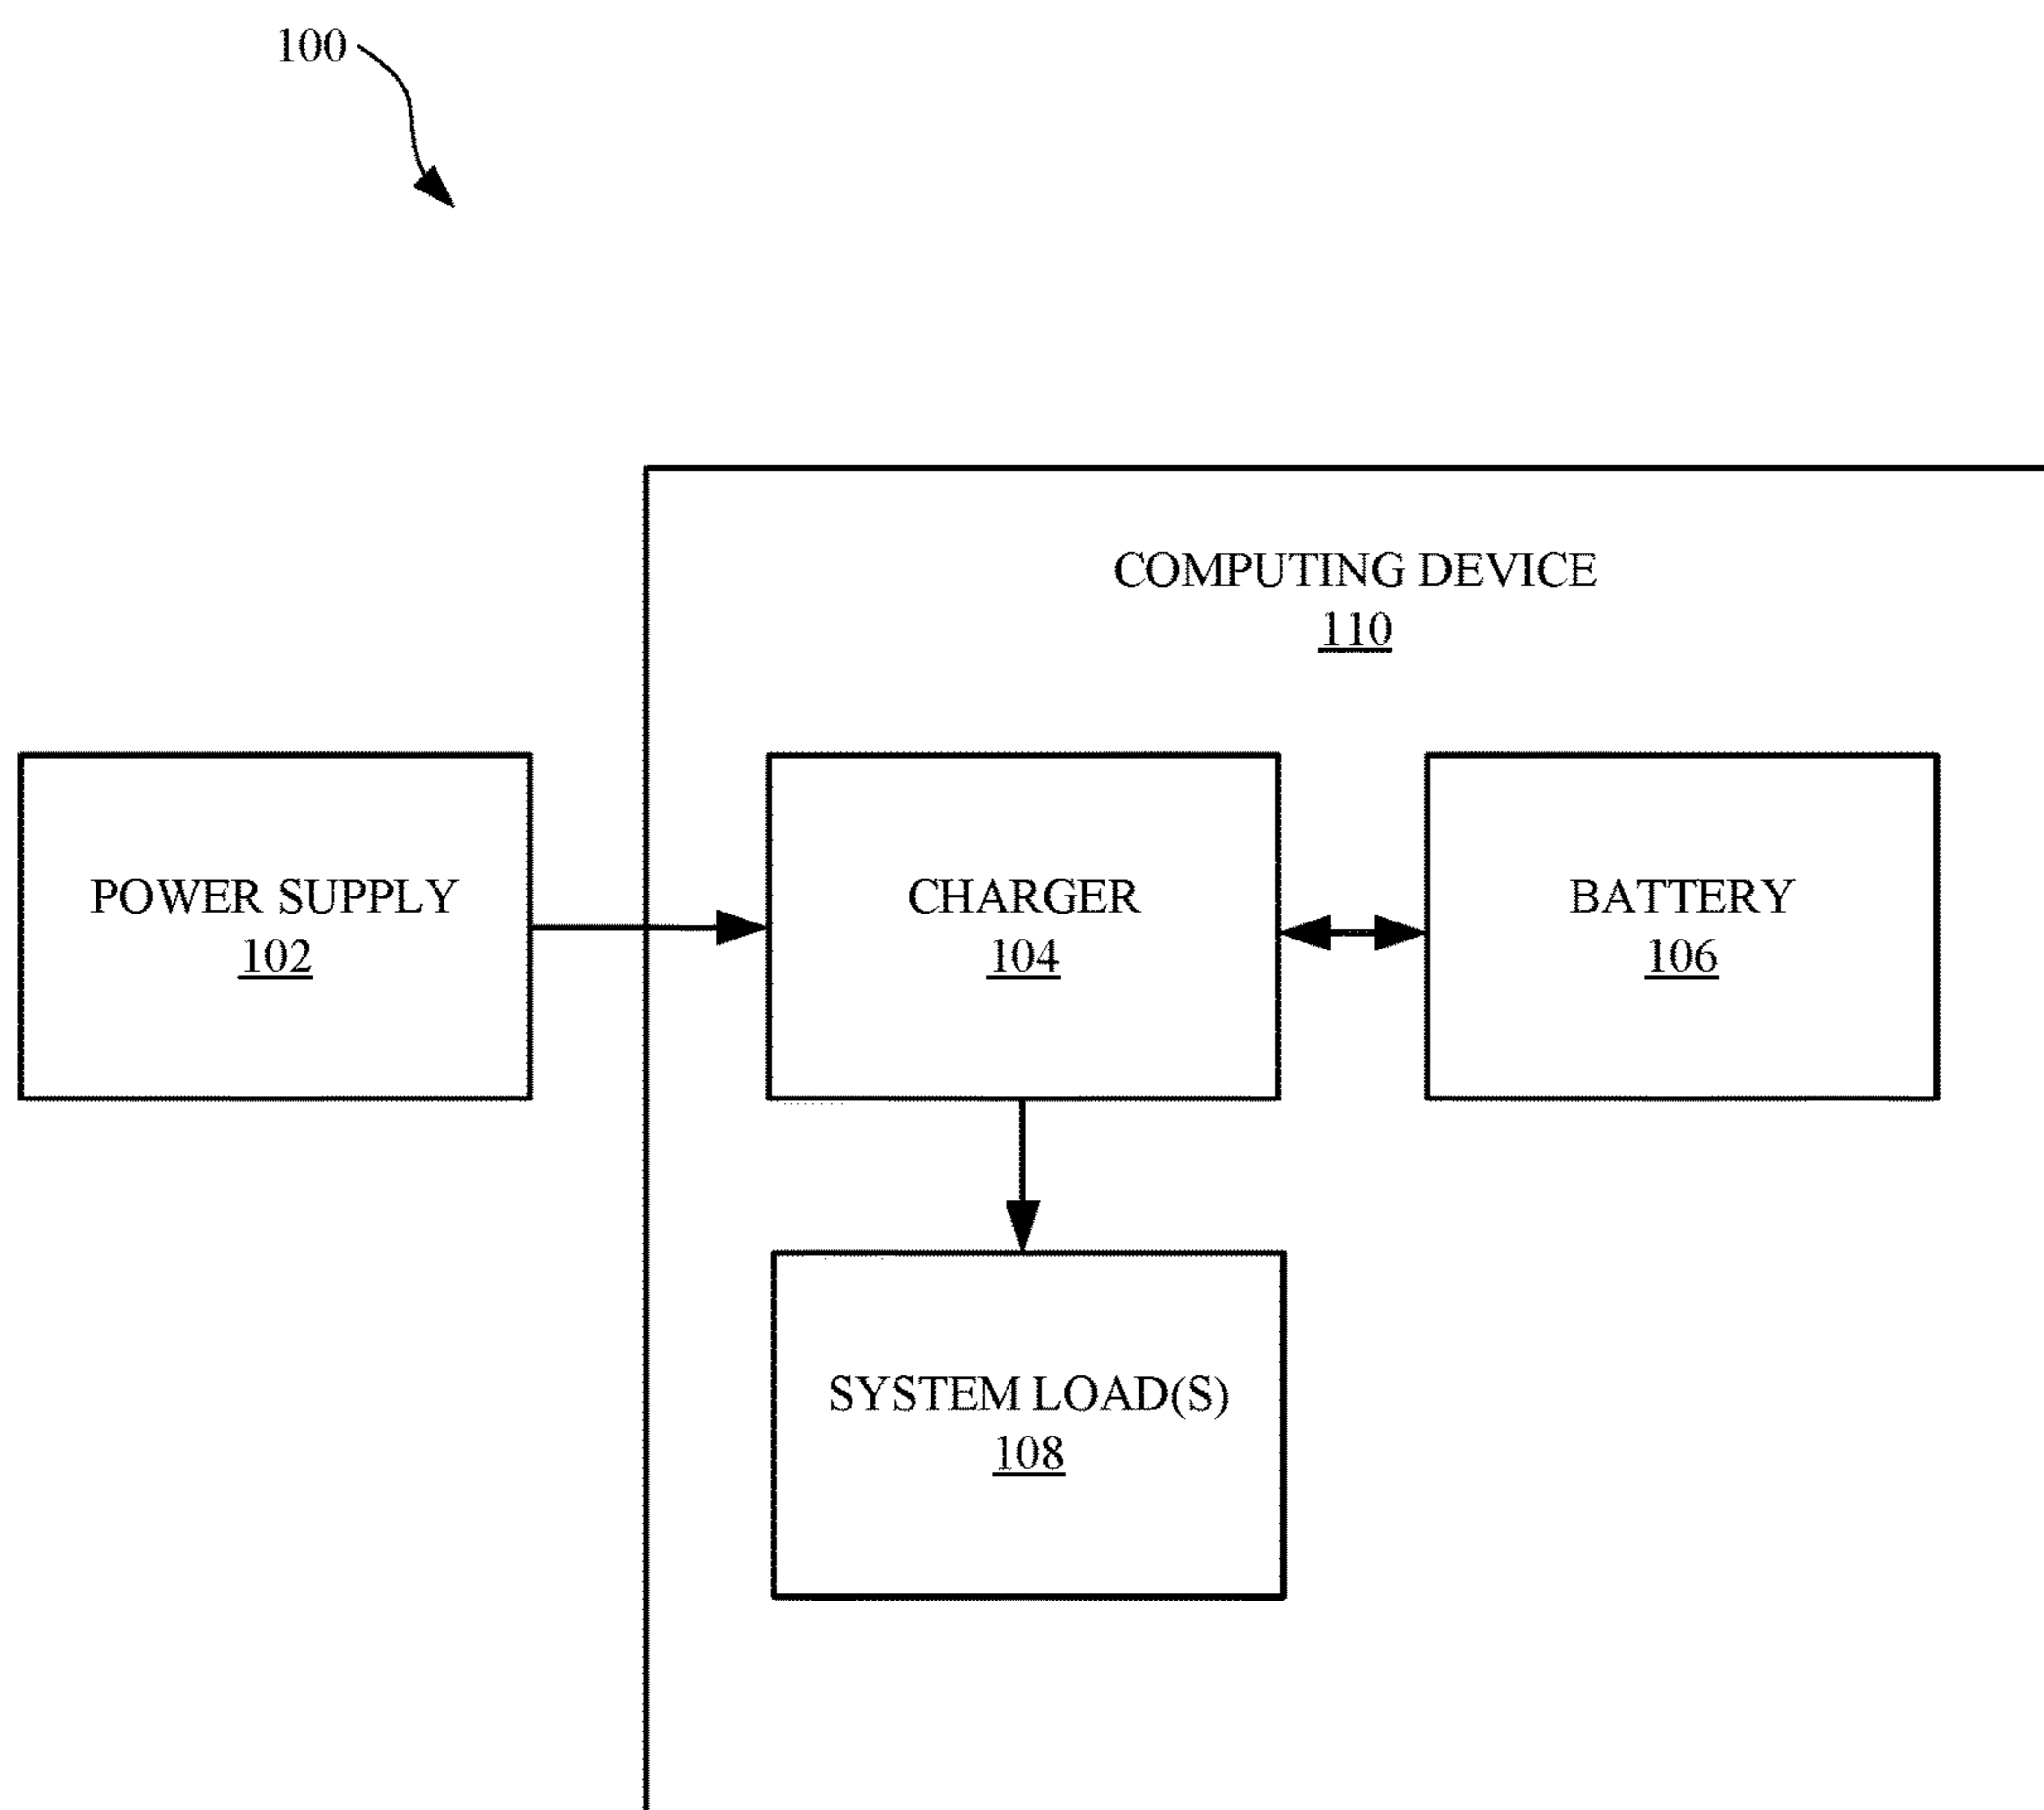 100
COMPUTING DEVICE
110
POWER SUPPLY
102
CHARGER
104
BATTERY
106
SYSTEM LOAD(S)
108